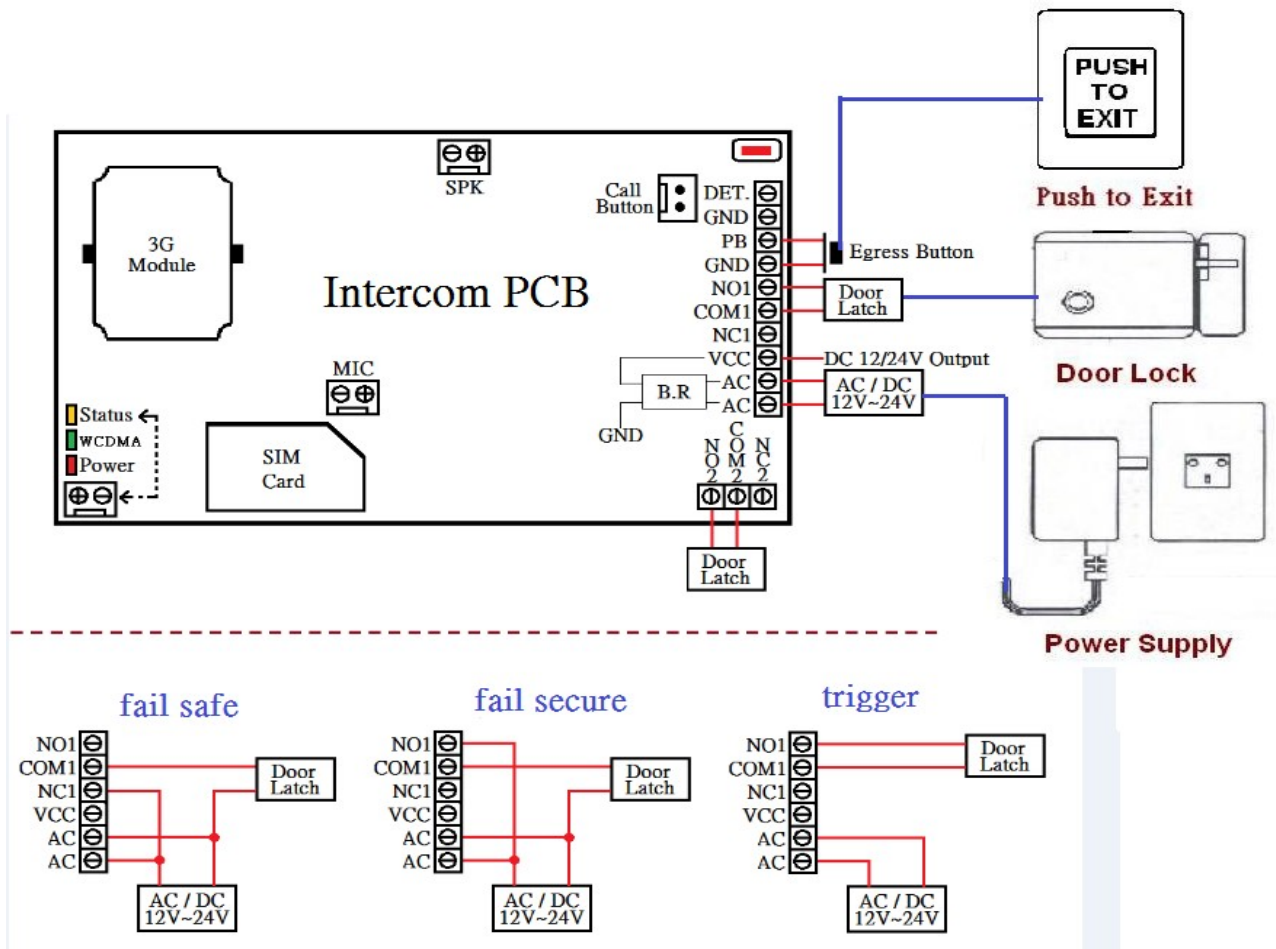 PUSH
TO
EXIT
Push to Exit
SPK
Call
Button
DET.
GND
PB
GND
NO1
COM1
NC1
VCC
AC
AC
Egress Button
Door
Latch
DC 12/24V Output
AC / DC
12V~24V
Door Lock
3G
Module
Intercom PCB
MIC
B.R
GND
Status
WCDMA
Power
SIM
Card
NO2
COM2
NC2
Door
Latch
Power Supply
fail safe
NO1
COM1
NC1
VCC
AC
AC
Door
Latch
AC / DC
12V~24V
fail secure
NO1
COM1
NC1
VCC
AC
AC
Door
Latch
AC / DC
12V~24V
trigger
NO1
COM1
NC1
VCC
AC
AC
Door
Latch
AC / DC
12V~24V